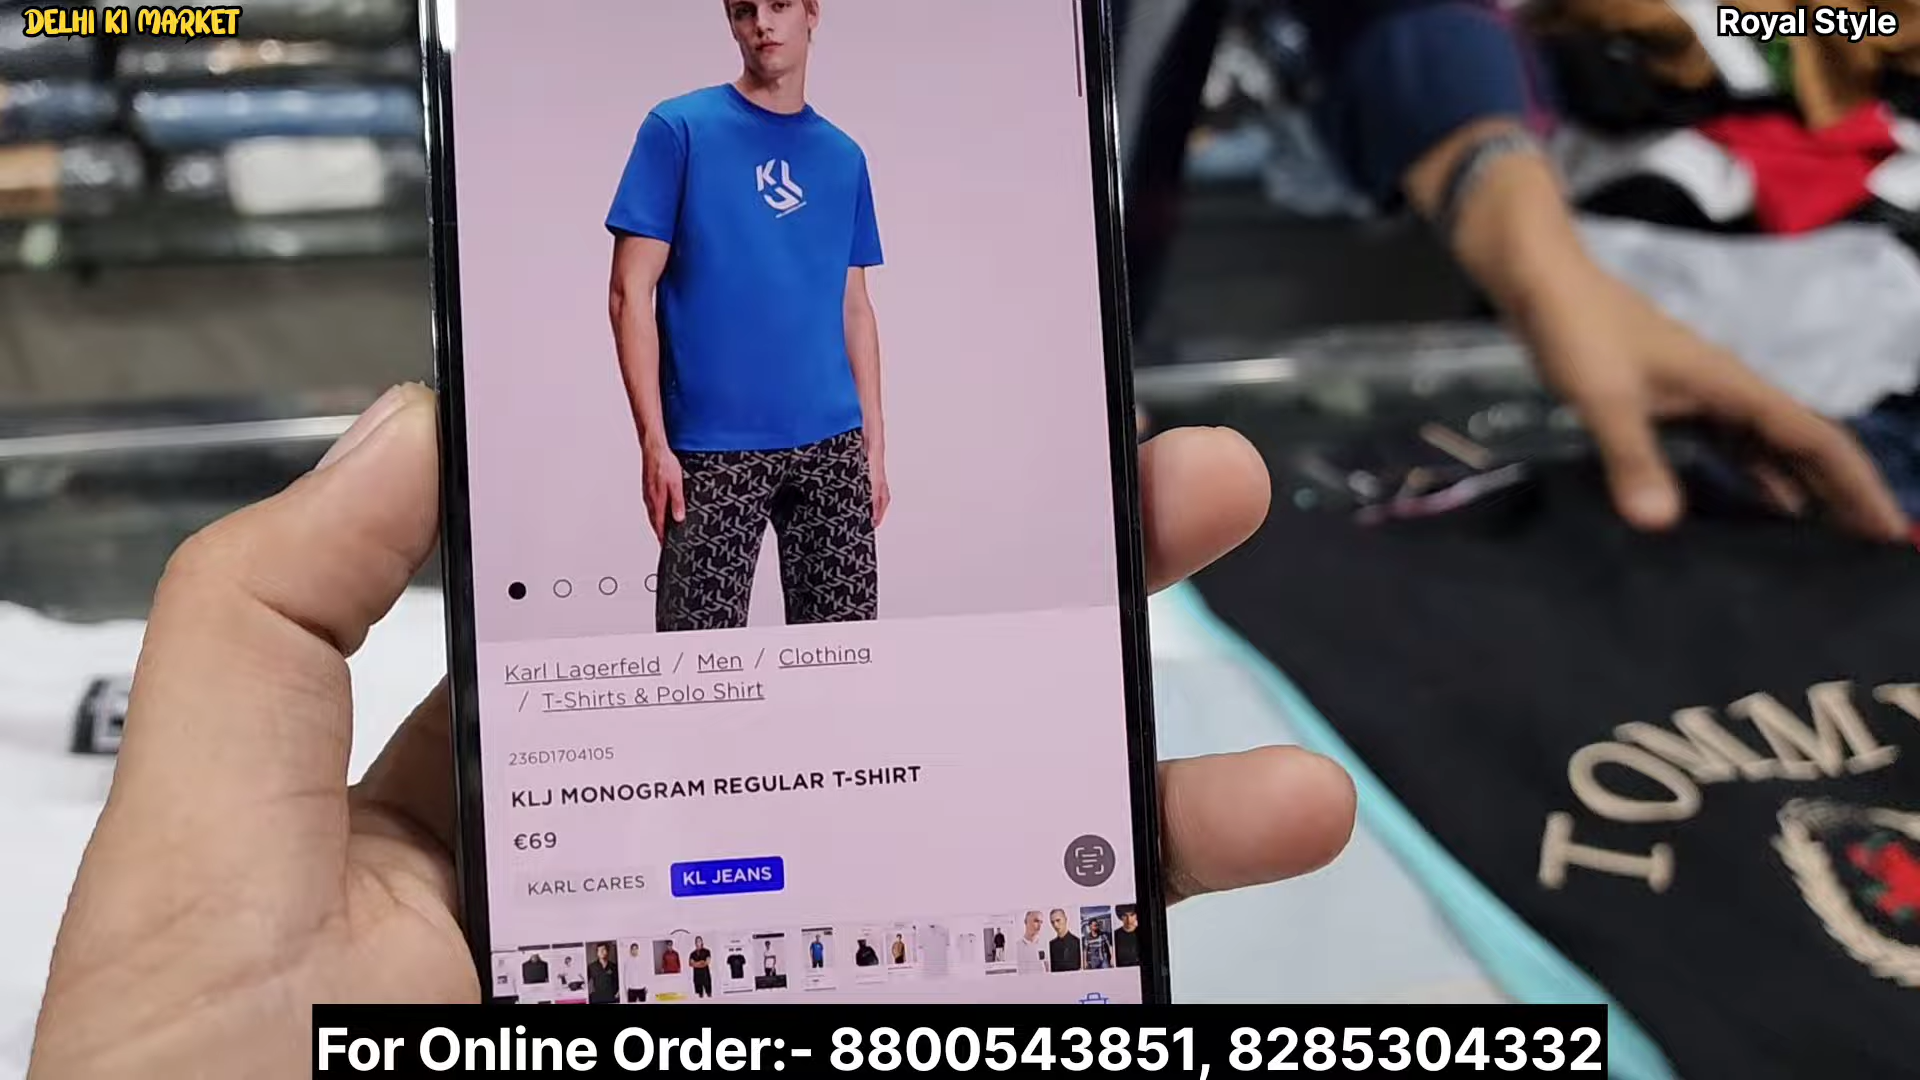 DELHI KI MARKET
Royal Style
KLJ
Karl Lagerfeld / Men / Clothing
/ T-Shirts & Polo Shirt
236D1704105
KLJ MONOGRAM REGULAR T-SHIRT
€69
KARL CARES KL JEANS
TOMMY
For Online Order:- 8800543851, 8285304332